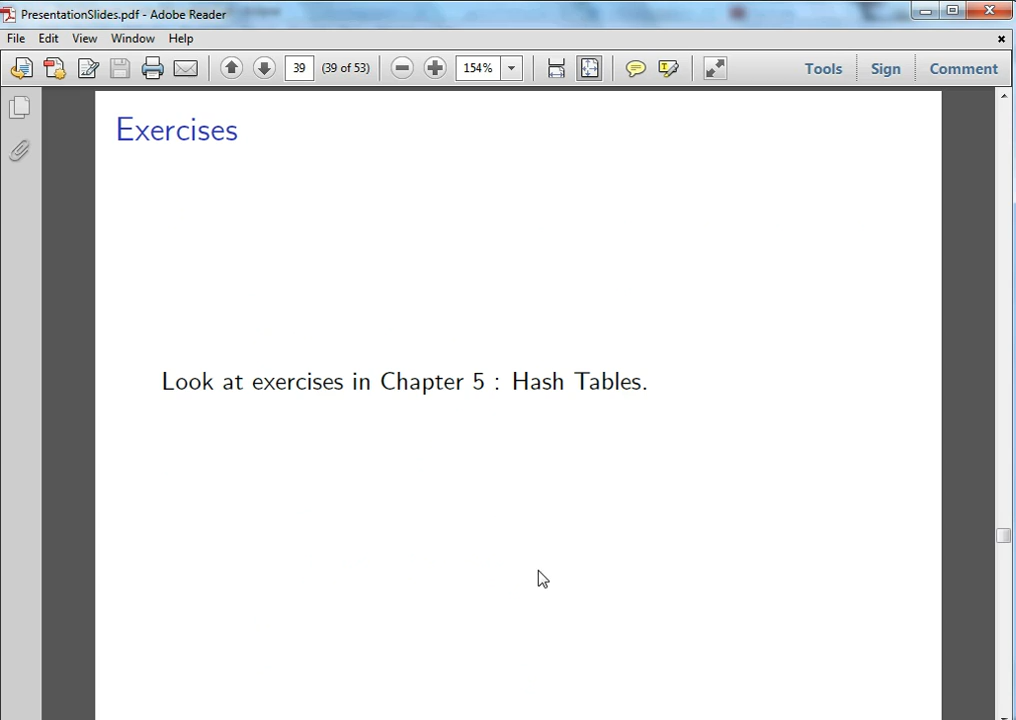 PresentationSlides.pdf - Adobe Reader
File Edit View Window Help
39 (39 of 53) 154% Tools Sign Comment
Exercises
Look at exercises in Chapter 5 : Hash Tables.